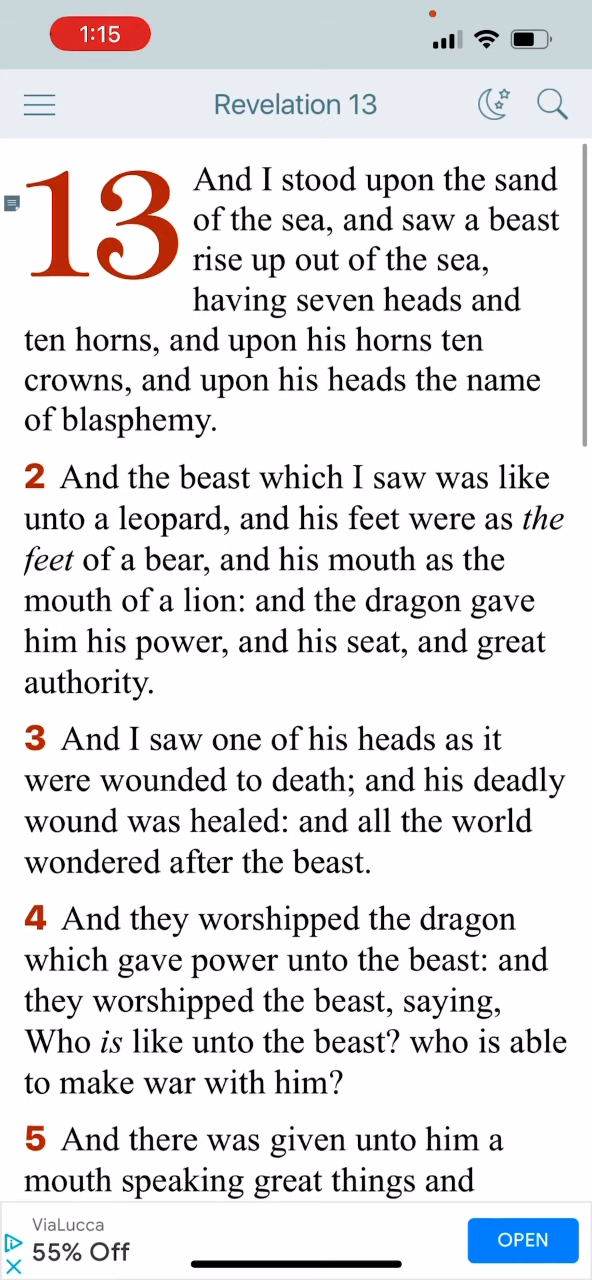 1:15
Revelation 13
13 And I stood upon the sand
of the sea, and saw a beast
rise up out of the sea,
having seven heads and
ten horns, and upon his horns ten
crowns, and upon his heads the name
of blasphemy.
2 And the beast which I saw was like
unto a leopard, and his feet were as the
feet of a bear, and his mouth as the
mouth of a lion: and the dragon gave
him his power, and his seat, and great
authority.
3 And I saw one of his heads as it
were wounded to death; and his deadly
wound was healed: and all the world
wondered after the beast.
4 And they worshipped the dragon
which gave power unto the beast: and
they worshipped the beast, saying,
Who is like unto the beast? who is able
to make war with him?
5 And there was given unto him a
mouth speaking great things and
ViaLucca
55% Off
OPEN